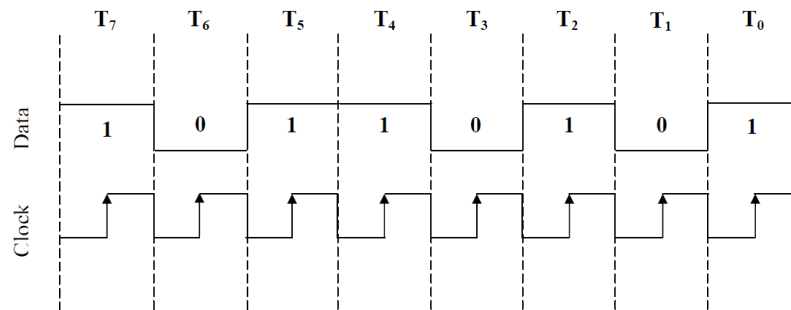 T₇ T₆ T₅ T₄ T₃ T₂ T₁ T₀
Data
1 0 1 1 0 1 0 1
Clock